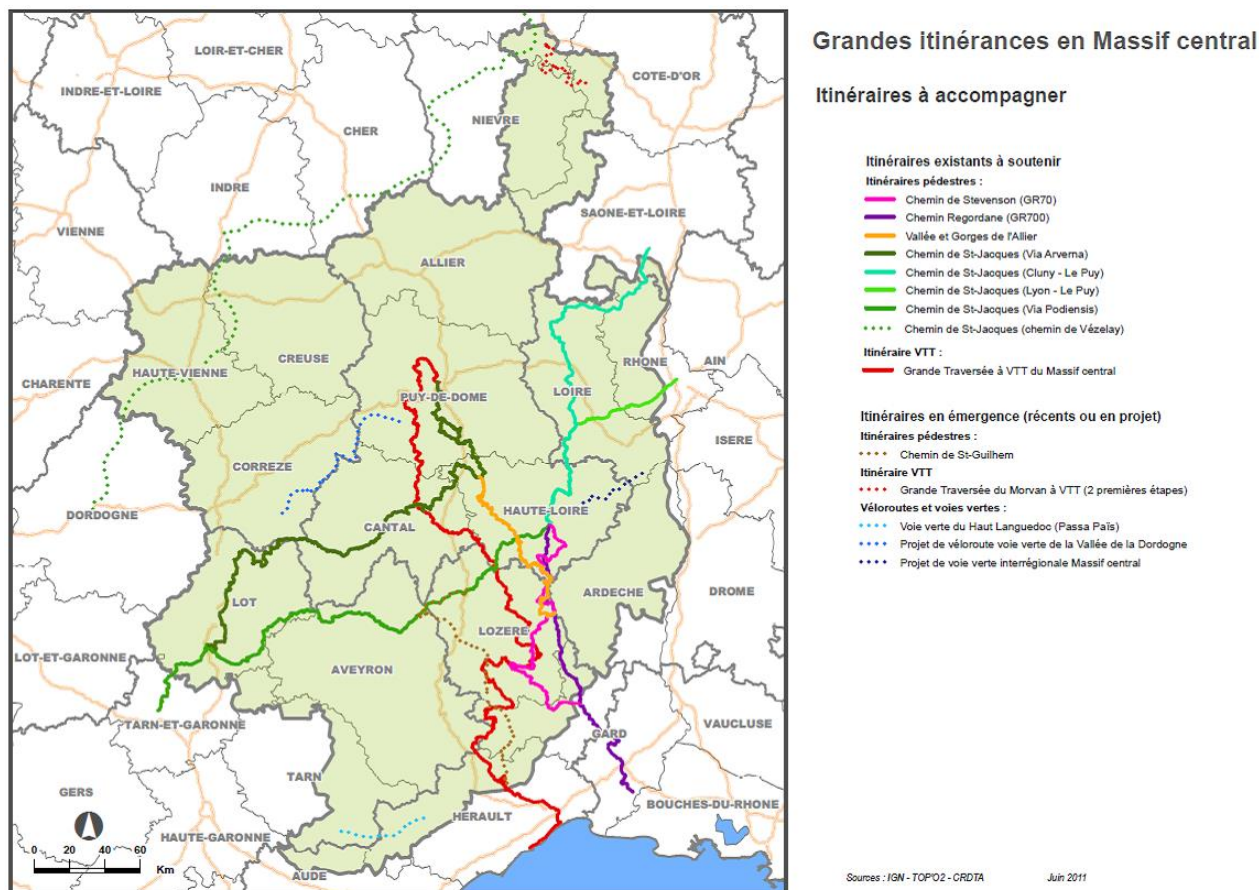 Grandes itinérances en Massif central
Itinéraires à accompagner
Itinéraires existants à soutenir
Itinéraires pédestres :
Chemin de Stevenson (GR70)
Chemin Regordane (GR700)
Vallée et Gorges de l'Allier
Chemin de St-Jacques (Via Arverna)
Chemin de St-Jacques (Cluny - Le Puy)
Chemin de St-Jacques (Lyon - Le Puy)
Chemin de St-Jacques (Via Podiensis)
Chemin de St-Jacques (chemin de Vézelay)
Itinéraire VTT :
Grande Traversée à VTT du Massif central
Itinéraires en émergence (récents ou en projet)
Itinéraires pédestres :
Chemin de St-Guilhem
Itinéraire VTT
Grande Traversée du Morvan à VTT (2 premières étapes)
Véloroutes et voies vertes :
Voie verte du Haut Languedoc (Passa Païs)
Projet de véloroute voie verte de la Vallée de la Dordogne
Projet de voie verte interrégionale Massif central
Sources : IGN - TOP'O2 - CRDTA
Juin 2011
LOIR-ET-CHER
COTE-D'OR
INDRE-ET-LOIRE
NIEVRE
CHER
INDRE
SAONE-ET-LOIRE
VIENNE
ALLIER
CREUSE
RHONE
AIN
HAUTE-VIENNE
CHARENTE
LOIRE
PUY-DE-DOME
ISERE
CORREZE
HAUTE-LOIRE
DORDOGNE
CANTAL
ARDECHE
DROME
LOT
LOZERE
LOT-ET-GARONNE
AVEYRON
TARN-ET-GARONNE
VAUCLUSE
GARD
TARN
GERS
BOUCHES-DU-RHONE
HERAULT
HAUTE-GARONNE
AUDE
0 20 40 60
Km